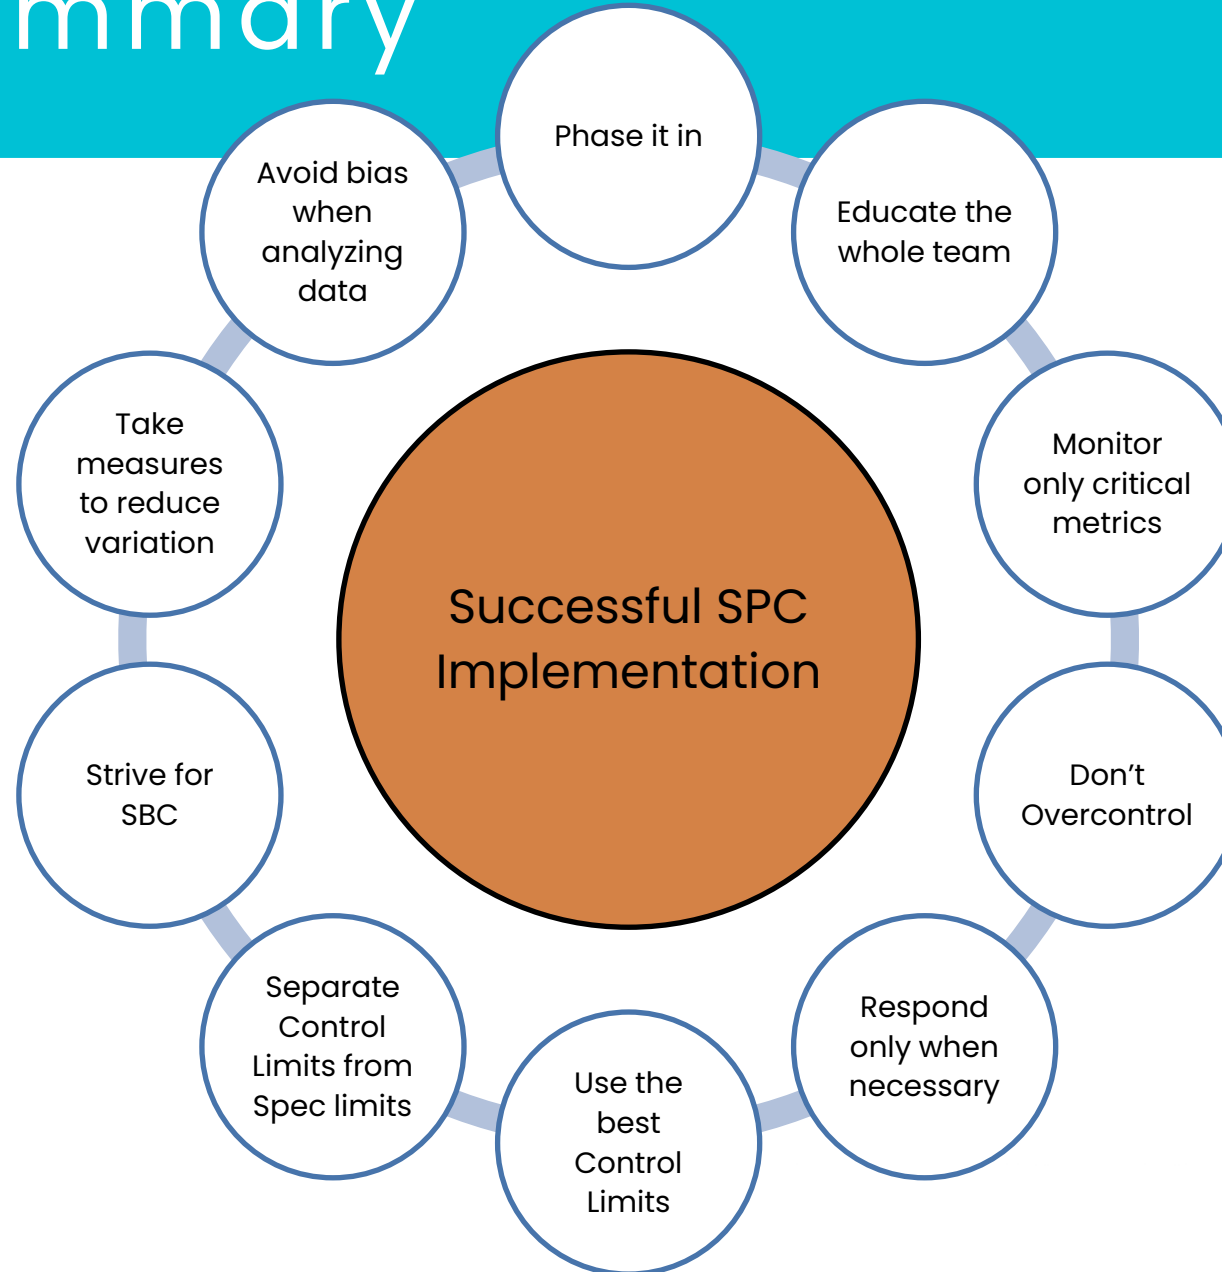 mmary
Phase it in
Educate the
whole team
Monitor
only critical
metrics
Don’t
Overcontrol
Respond
only when
necessary
Use the
best
Control
Limits
Separate
Control
Limits from
Spec limits
Strive for
SBC
Take
measures
to reduce
variation
Avoid bias
when
analyzing
data
Successful SPC
Implementation